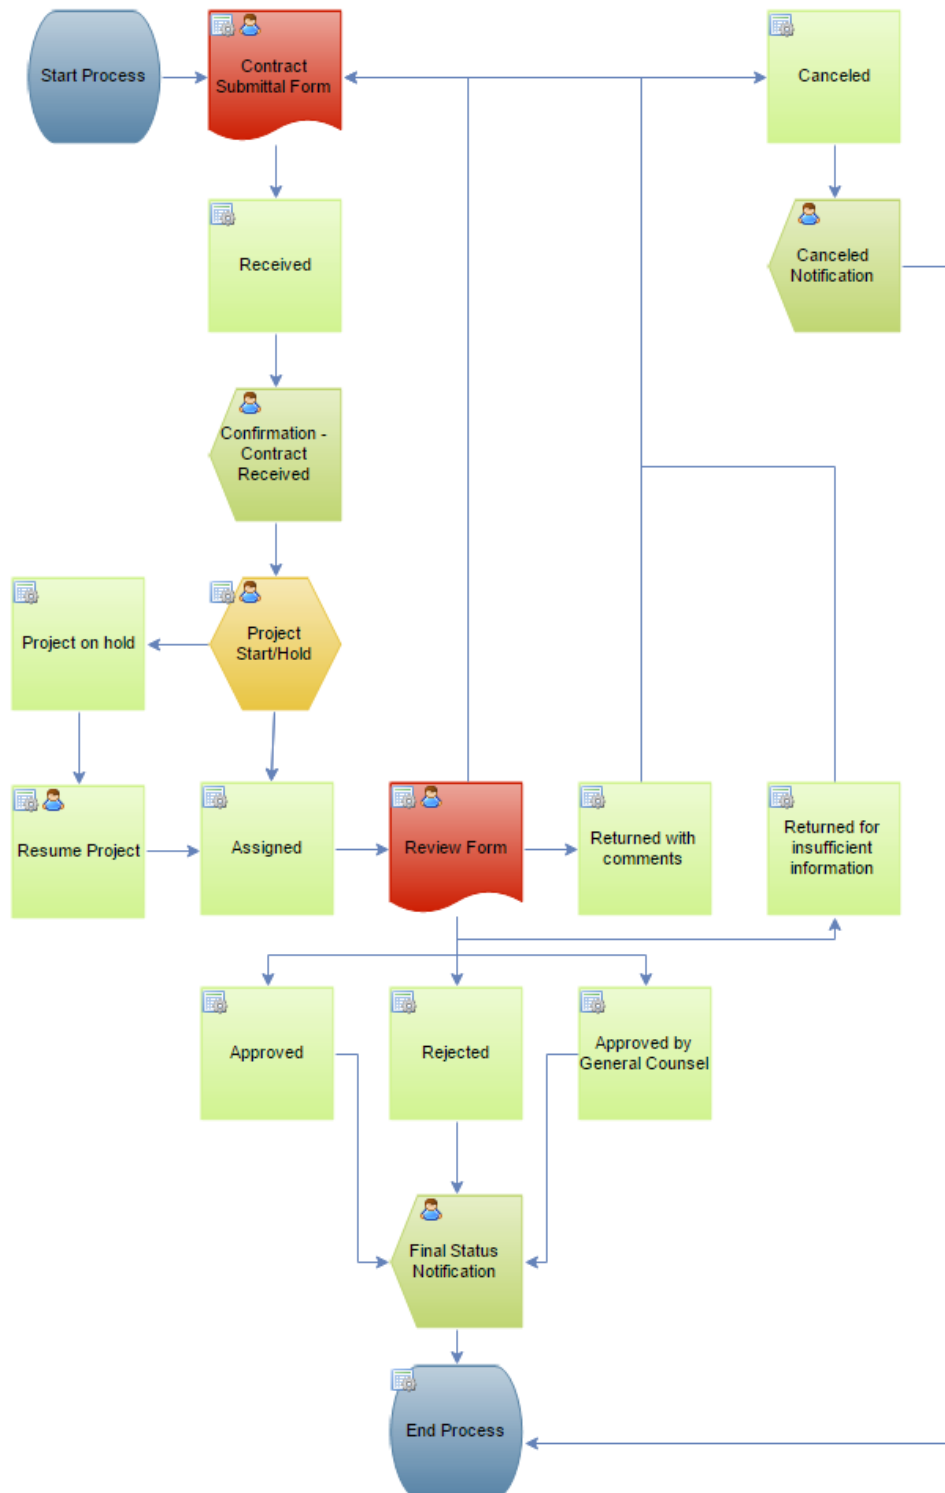 Start Process
Contract
Submittal Form
Canceled
Received
Canceled
Notification
Confirmation -
Contract
Received
Project on hold
Project
Start/Hold
Resume Project
Assigned
Review Form
Returned with
comments
Returned for
insufficient
information
Approved
Rejected
Approved by
General Counsel
Final Status
Notification
End Process